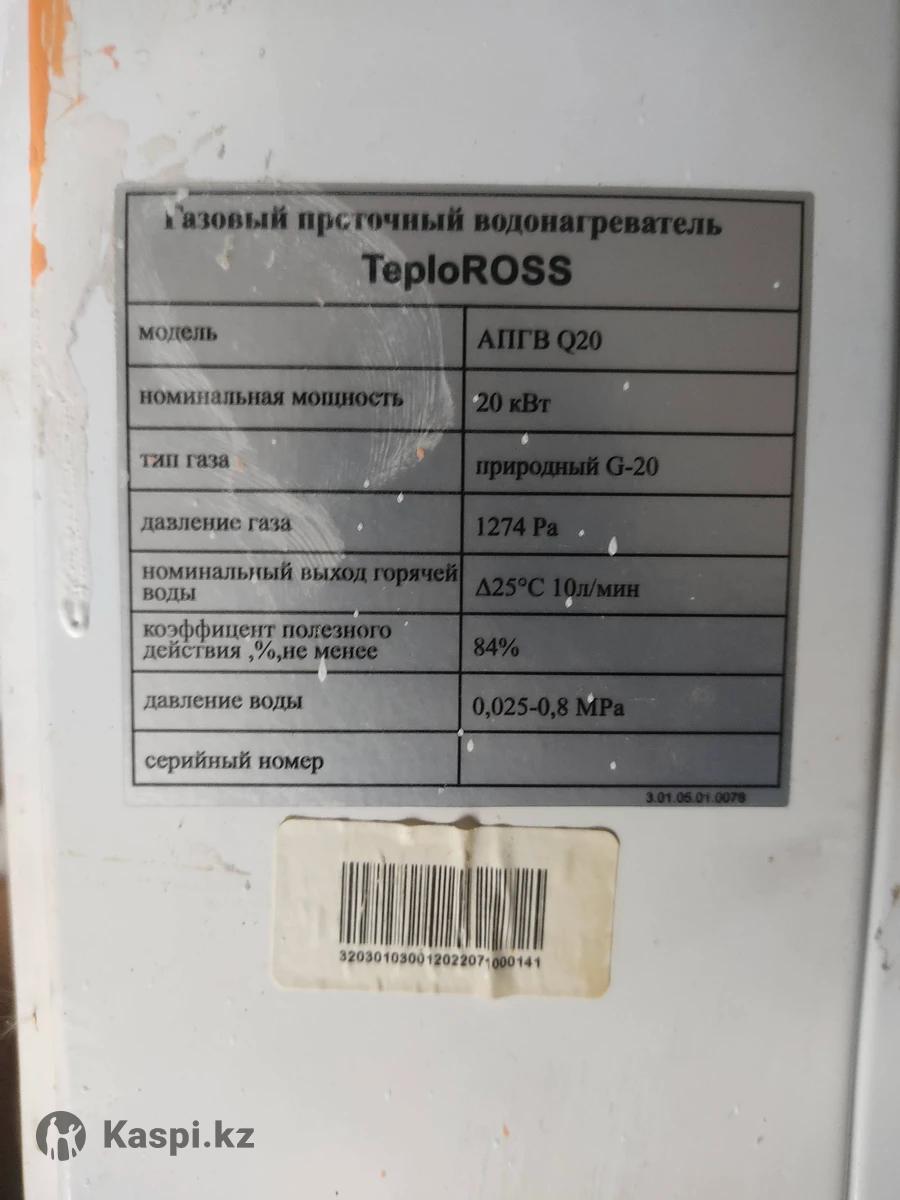 Газовый проточный водонагреватель
TeploROSS
модель АПГВ Q20
номинальная мощность 20 кВт
тип газа природный G-20
давление газа 1274 Pa
номинальный выход горячей
воды Δ25°C 10л/мин
коэффицент полезного
действия ,%,не менее 84%
давление воды 0,025-0,8 MPa
серийный номер
3.01.05.01.0078
320301030012022071000141
Kaspi.kz